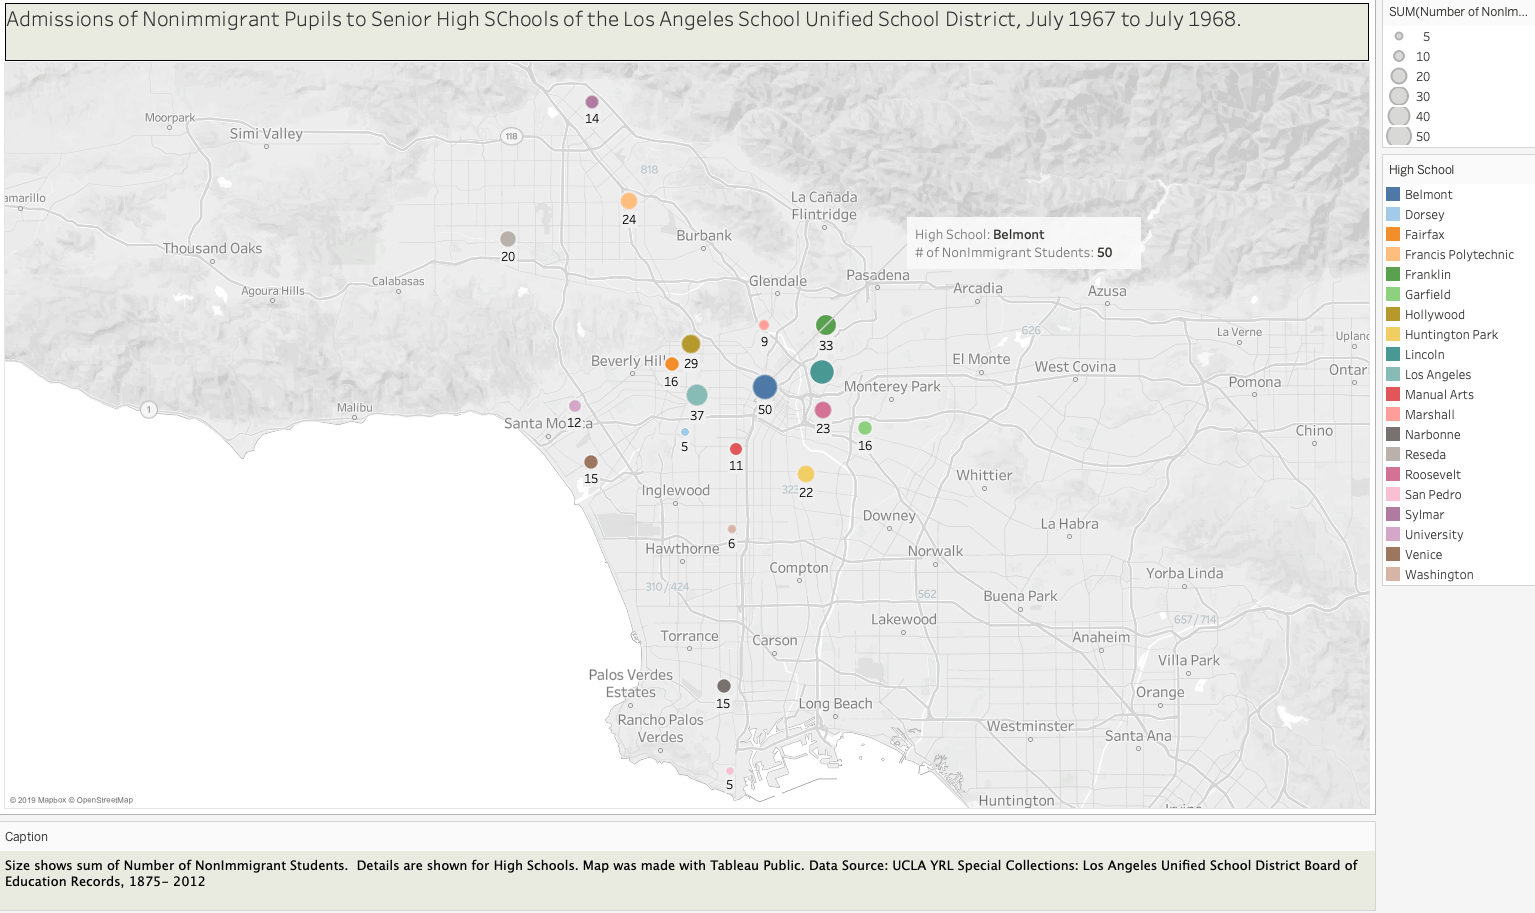 Admissions of Nonimmigrant Pupils to Senior High SChools of the Los Angeles School Unified School District, July 1967 to July 1968.
SUM(Number of NonIm...
5
10
20
30
40
50
High School
Belmont
Dorsey
Fairfax
Francis Polytechnic
Franklin
Garfield
Hollywood
Huntington Park
Lincoln
Los Angeles
Manual Arts
Marshall
Narbonne
Reseda
Roosevelt
San Pedro
Sylmar
University
Venice
Washington
14
Moorpark
Simi Valley
118
818
amarillo
La Cañada
Flintridge
24
High School: Belmont
# of NonImmigrant Students: 50
Burbank
Thousand Oaks
20
Pasadena
Calabasas
Glendale
Agoura Hills
Arcadia
Azusa
9
33
626
La Verne
Upland
Beverly Hil
29
El Monte
West Covina
Ontar
16
Monterey Park
Pomona
1
Malibu
50
37
Santa Mo
12
a
23
Chino
5
16
11
15
Whittier
Inglewood
323
22
Downey
La Habra
6
Hawthorne
Norwalk
Compton
Yorba Linda
310/424
562
Buena Park
Lakewood
657/714
Torrance
Carson
Anaheim
Villa Park
Palos Verdes
Estates
Orange
15
Long Beach
Rancho Palos
Verdes
Westminster
Santa Ana
5
Huntington
Irvine
© 2019 Mapbox © OpenStreetMap
Caption
Size shows sum of Number of NonImmigrant Students.  Details are shown for High Schools. Map was made with Tableau Public. Data Source: UCLA YRL Special Collections: Los Angeles Unified School District Board of
Education Records, 1875- 2012